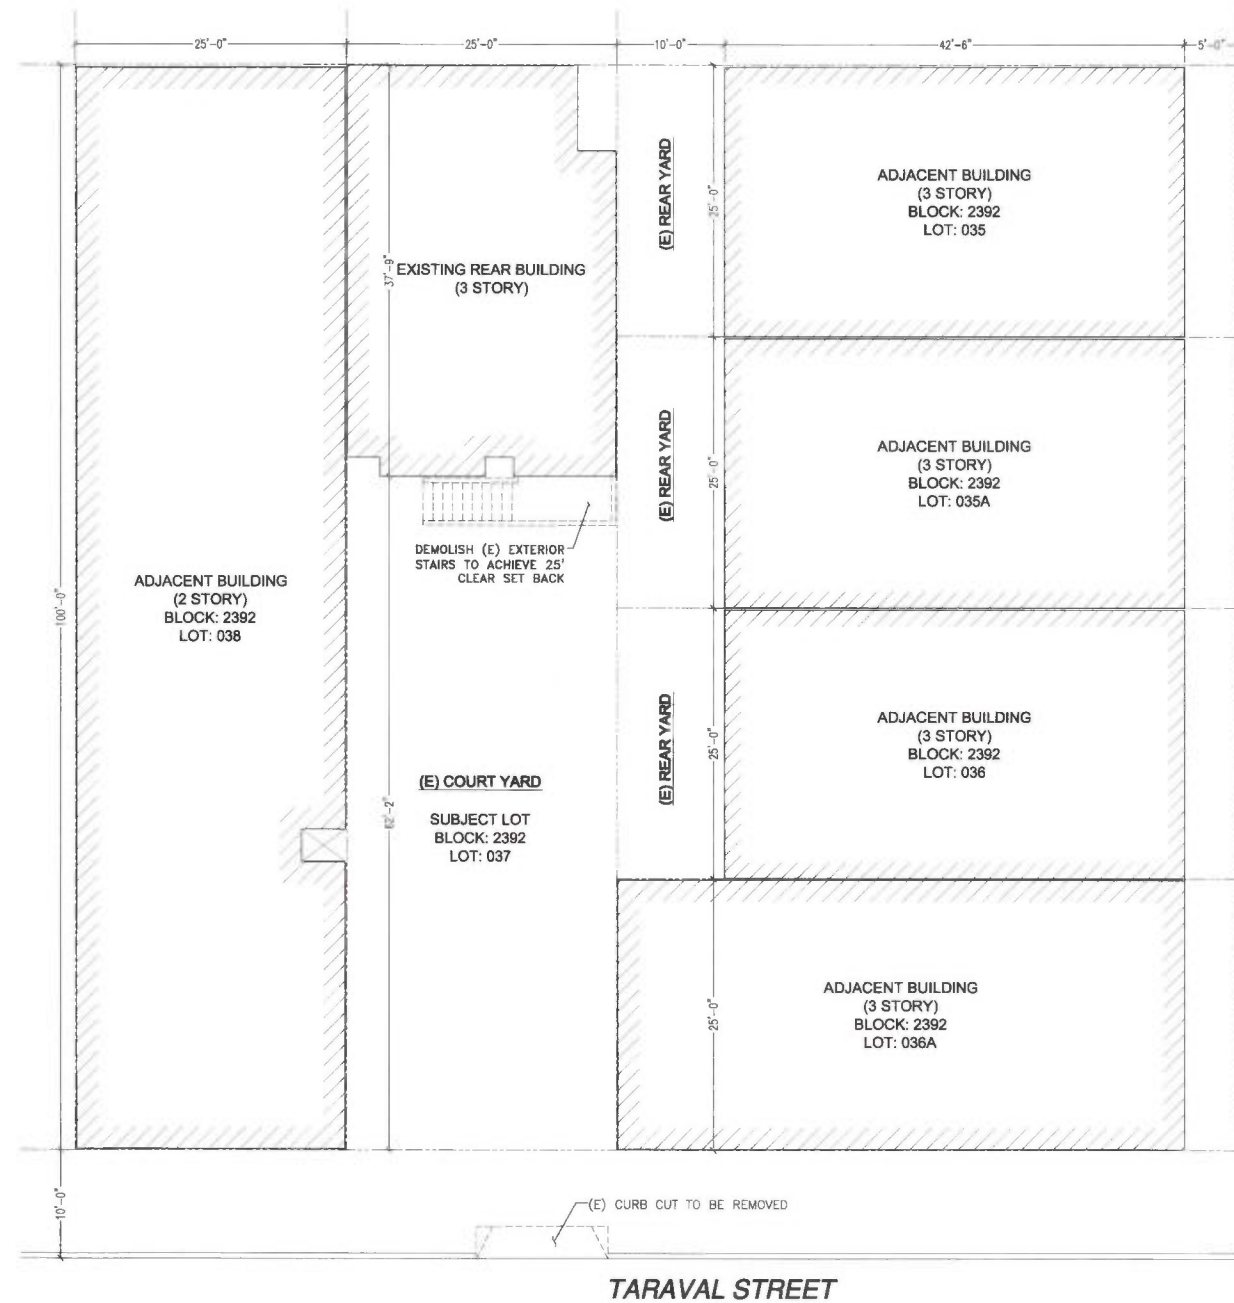 25'-0"
25'-0"
10'-0"
42'-6"
5'-0"
(E) REAR YARD
25'-0"
ADJACENT BUILDING
(3 STORY)
BLOCK: 2392
LOT: 035
37'-9"
EXISTING REAR BUILDING
(3 STORY)
(E) REAR YARD
25'-0"
ADJACENT BUILDING
(3 STORY)
BLOCK: 2392
LOT: 035A
DEMOLISH (E) EXTERIOR
STAIRS TO ACHIEVE 25'
CLEAR SET BACK
100'-0"
ADJACENT BUILDING
(2 STORY)
BLOCK: 2392
LOT: 038
(E) REAR YARD
25'-0"
ADJACENT BUILDING
(3 STORY)
BLOCK: 2392
LOT: 036
(E) COURT YARD
62'-2"
SUBJECT LOT
BLOCK: 2392
LOT: 037
25'-0"
ADJACENT BUILDING
(3 STORY)
BLOCK: 2392
LOT: 036A
10'-0"
(E) CURB CUT TO BE REMOVED
TARAVAL STREET